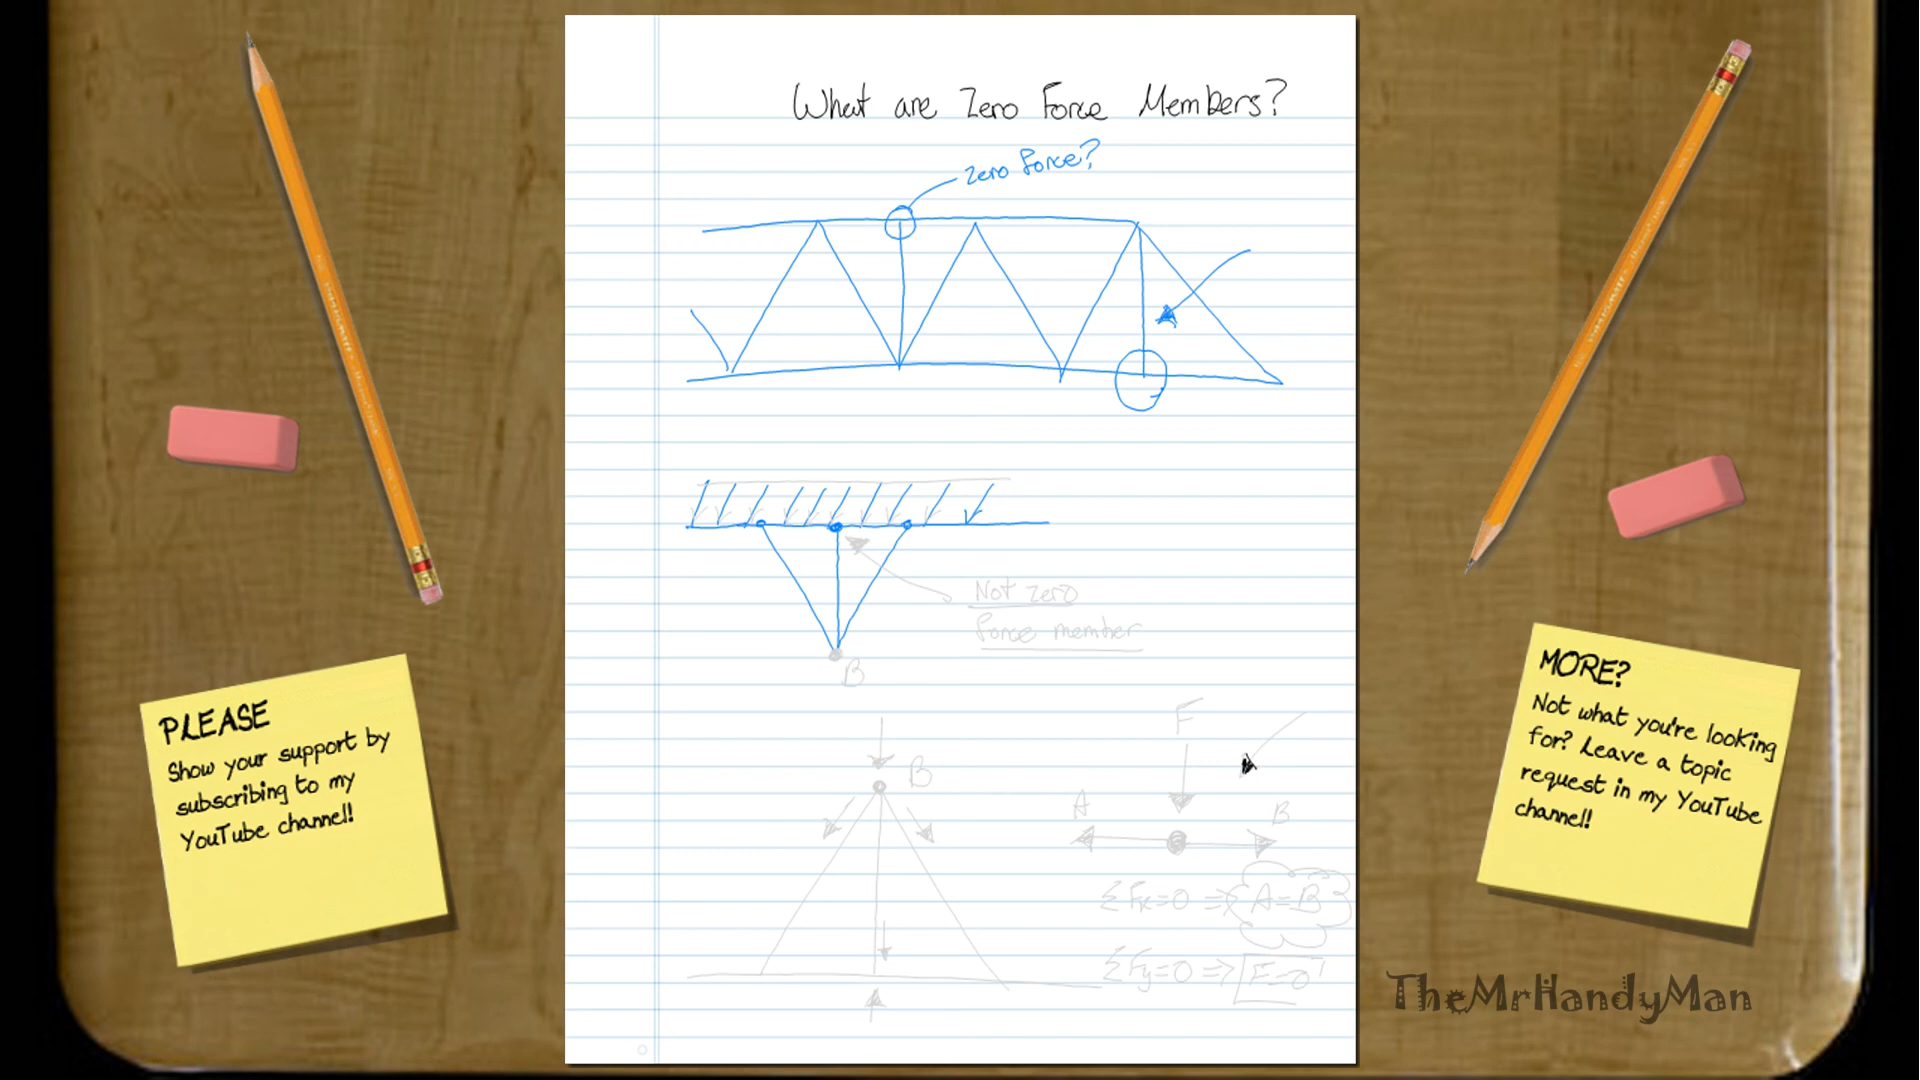 What are Zero Force Members?
Zero force?
Not zero
force member
B
B
F
A
B
ΣFx=0 => A=B
ΣFy=0 => F=0
PLEASE
Show your support by
subscribing to my
YouTube channel!
MORE?
Not what you're looking
for? Leave a topic
request in my YouTube
channel!
TheMrHandyMan